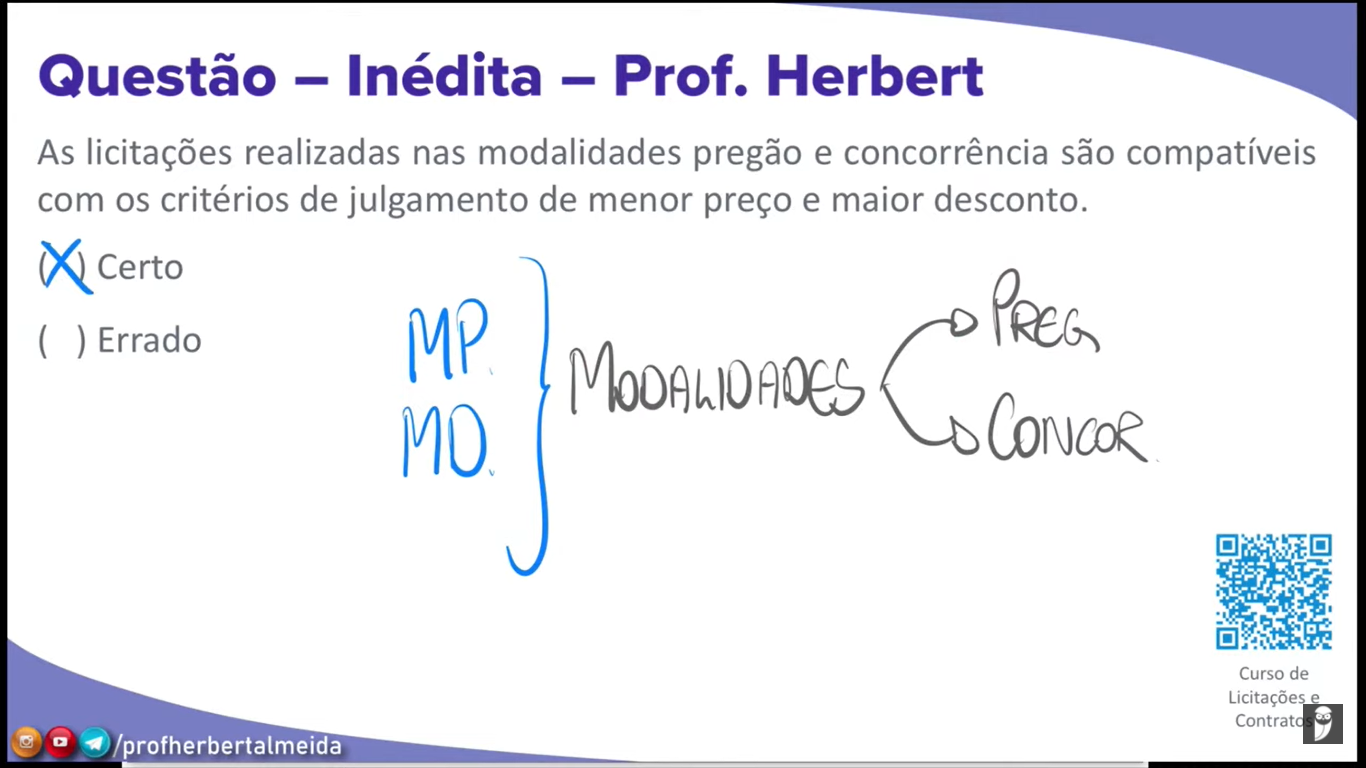 Questão – Inédita – Prof. Herbert
As licitações realizadas nas modalidades pregão e concorrência são compatíveis
com os critérios de julgamento de menor preço e maior desconto.
(X) Certo
( ) Errado
MP.
MD.
MODALIDADES
PREG
CONCOR.
Curso de
Licitações e
Contratos
/profherbertalmeida